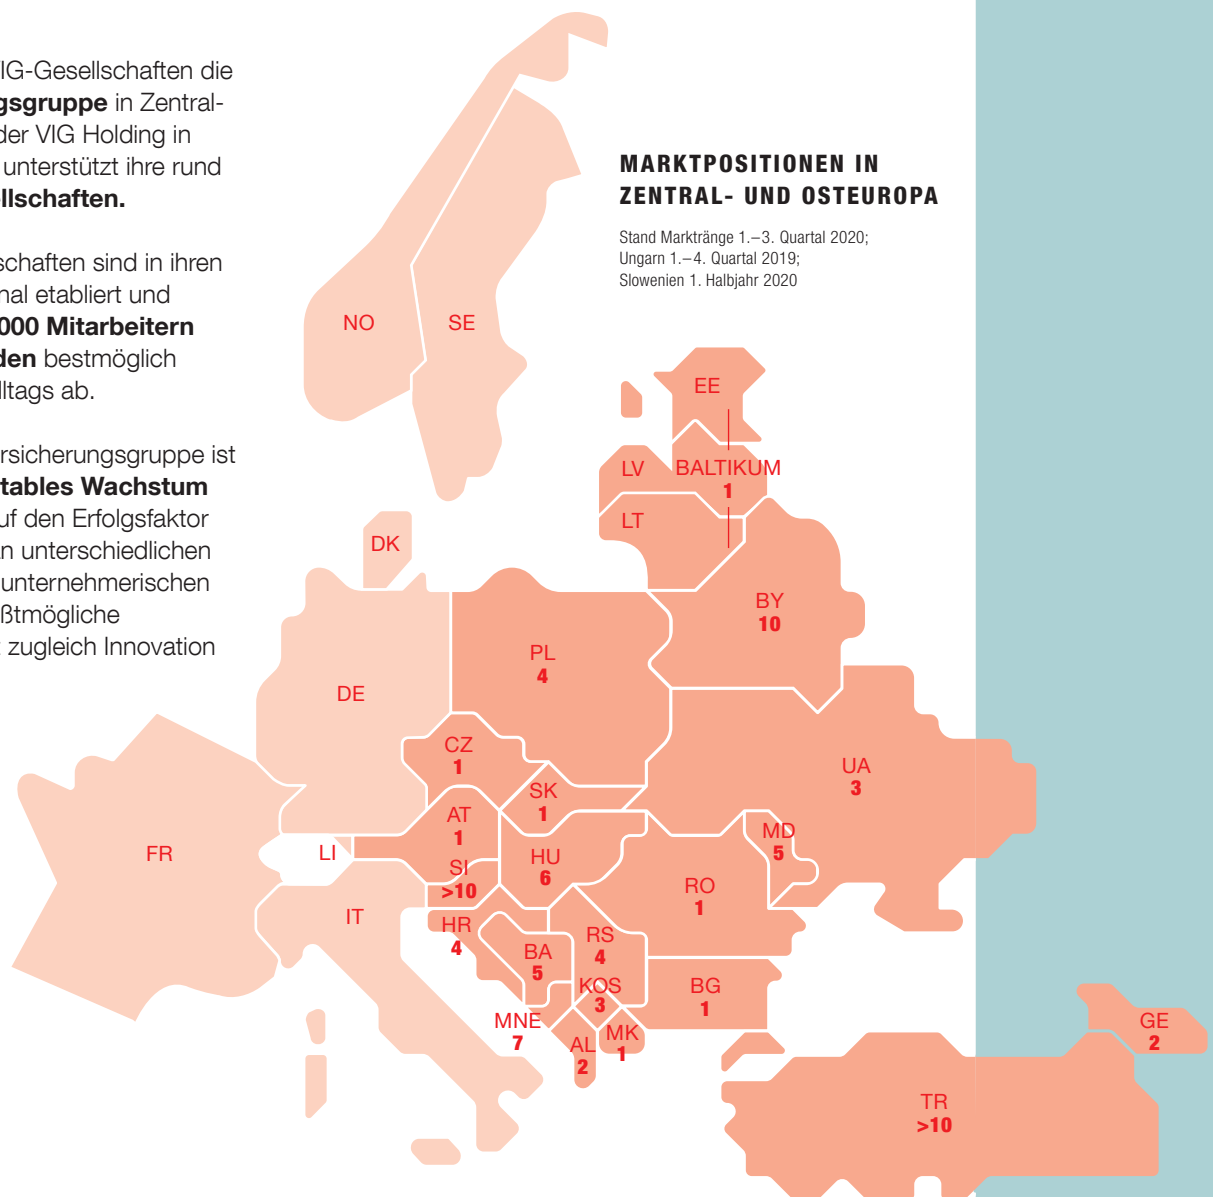 IG-Gesellschaften die
gsgruppe in Zentral-
der VIG Holding in
unterstützt ihre rund
ellschaften.
schaften sind in ihren
nal etabliert und
000 Mitarbeitern
den bestmöglich
lltags ab.
ersicherungsgruppe ist
tables Wachstum
uf den Erfolgsfaktor
an unterschiedlichen
unternehmerischen
ßtmögliche
zugleich Innovation
MARKTPOSITIONEN IN
ZENTRAL- UND OSTEUROPA
Stand Marktränge 1.–3. Quartal 2020;
Ungarn 1.–4. Quartal 2019;
Slowenien 1. Halbjahr 2020
NO
SE
EE
LV
BALTIKUM
1
LT
DK
BY
10
PL
4
DE
CZ
1
UA
3
SK
1
AT
1
MD
5
FR
LI
HU
6
SI
>10
RO
1
IT
HR
4
RS
4
BA
5
KOS
3
BG
1
MNE
7
MK
1
AL
2
GE
2
TR
>10